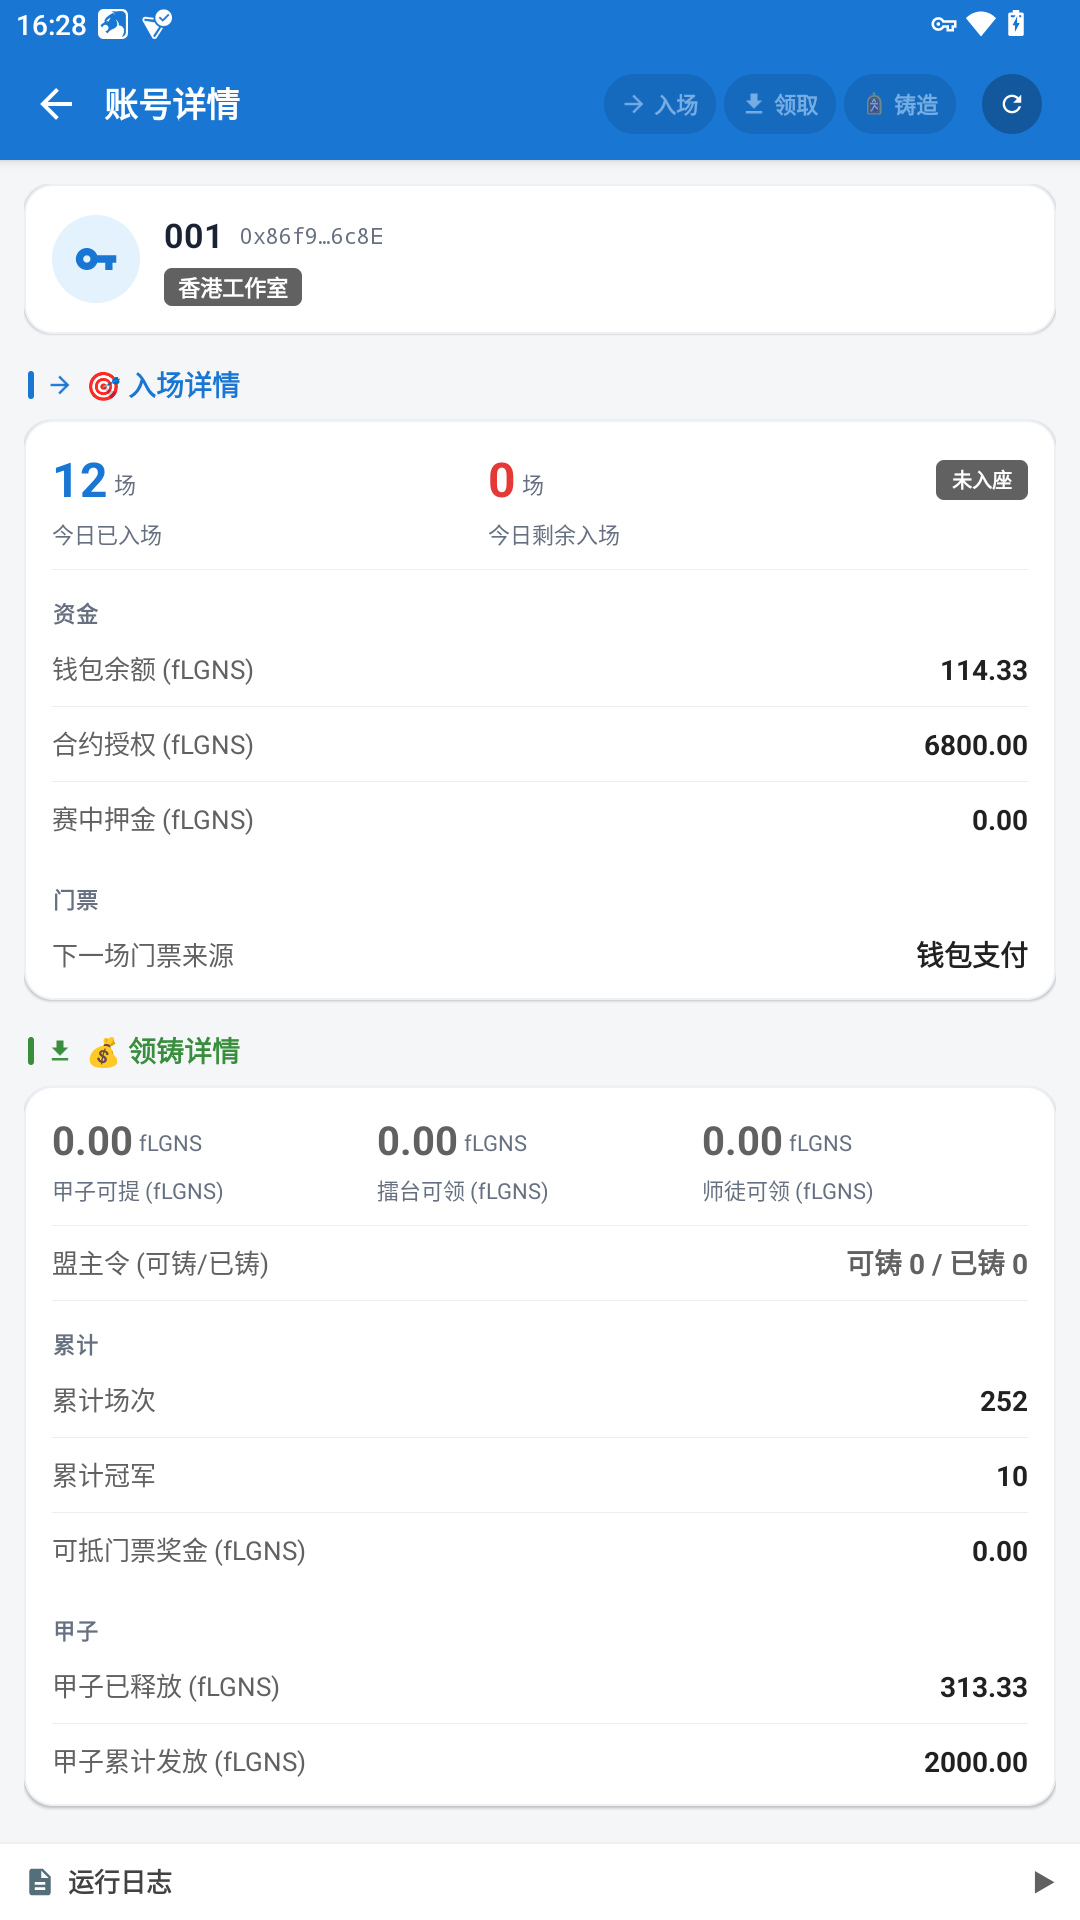 16:28
账号详情
入场
领取
铸造
001 0x86f9…6c8E
香港工作室
入场详情
12 场
0 场
未入座
今日已入场
今日剩余入场
资金
钱包余额 (fLGNS) 114.33
合约授权 (fLGNS) 6800.00
赛中押金 (fLGNS) 0.00
门票
下一场门票来源 钱包支付
领铸详情
0.00 fLGNS
0.00 fLGNS
0.00 fLGNS
甲子可提 (fLGNS)
擂台可领 (fLGNS)
师徒可领 (fLGNS)
盟主令 (可铸/已铸) 可铸 0 / 已铸 0
累计
累计场次 252
累计冠军 10
可抵门票奖金 (fLGNS) 0.00
甲子
甲子已释放 (fLGNS) 313.33
甲子累计发放 (fLGNS) 2000.00
运行日志